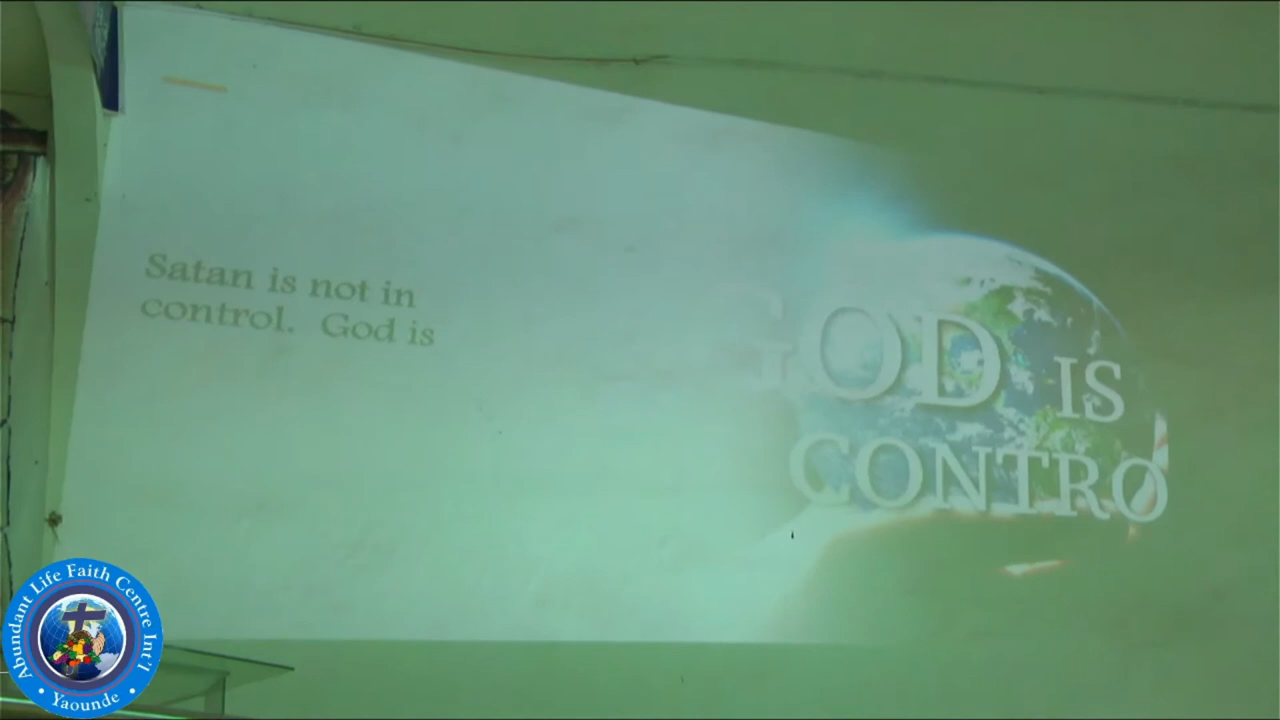 Satan is not in
control. God is
GOD IS
CONTRO
Abundant Life Faith Centre Int'l
• Yaounde •